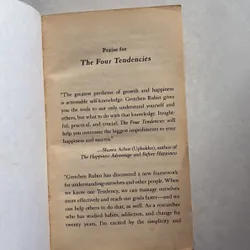 Praise for
The Four Tendencies
"The greatest problem of growth and happiness
is actionable self-knowledge. Gretchen Rubin gives
you the tools to not only understand yourself and
others, but what to do with that knowledge. Insight-
ful, practical, and crucial, The Four Tendencies will
help you overcome the biggest impediments to your
happiness and success."
—Shawn Achor, author of
The Happiness Advantage and Before Happiness
"Gretchen Rubin has discovered a new framework
for understanding ourselves and other people. When
we know our Tendency, we can manage ourselves
more effectively and reach our goals faster—and we
can help others to do that, as well. As a researcher
who has studied habits, addiction, and change for
twenty years, I'm excited by the simplicity and